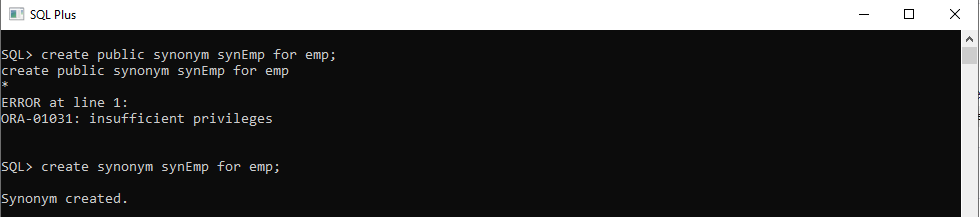 SQL Plus
SQL> create public synonym synEmp for emp;
create public synonym synEmp for emp
*
ERROR at line 1:
ORA-01031: insufficient privileges
SQL> create synonym synEmp for emp;
Synonym created.